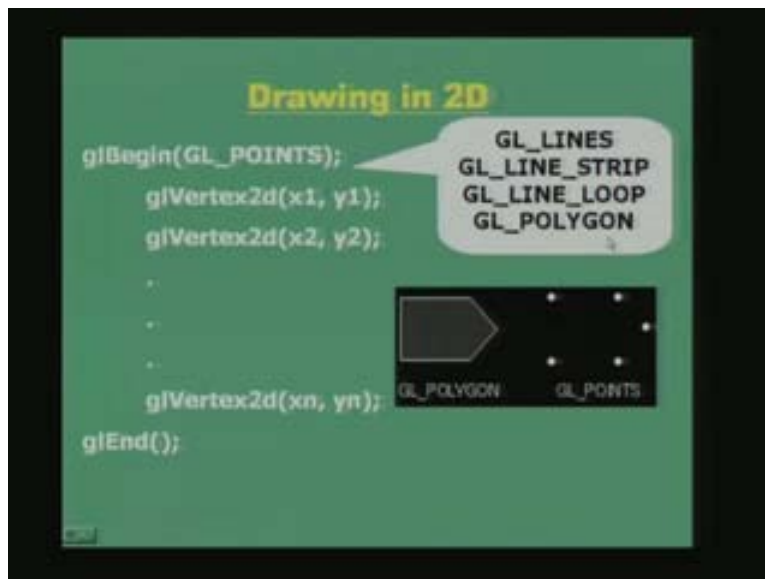 Drawing in 2D
glBegin(GL_POINTS);
GL_LINES
GL_LINE_STRIP
GL_LINE_LOOP
GL_POLYGON
glVertex2d(x1, y1);
glVertex2d(x2, y2);
.
.
.
glVertex2d(xn, yn);
glEnd();
GL_POLYGON
GL_POINTS